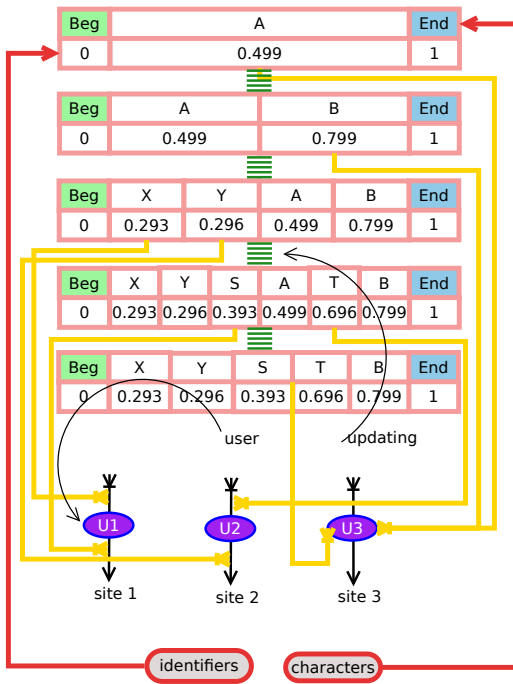 Beg A End
0 0.499 1
Beg A B End
0 0.499 0.799 1
Beg X Y A B End
0 0.293 0.296 0.499 0.799 1
Beg X Y S A T B End
0 0.293 0.296 0.393 0.499 0.696 0.799 1
Beg X Y S T B End
0 0.293 0.296 0.393 0.696 0.799 1
user updating
U1 U2 U3
site 1 site 2 site 3
identifiers characters